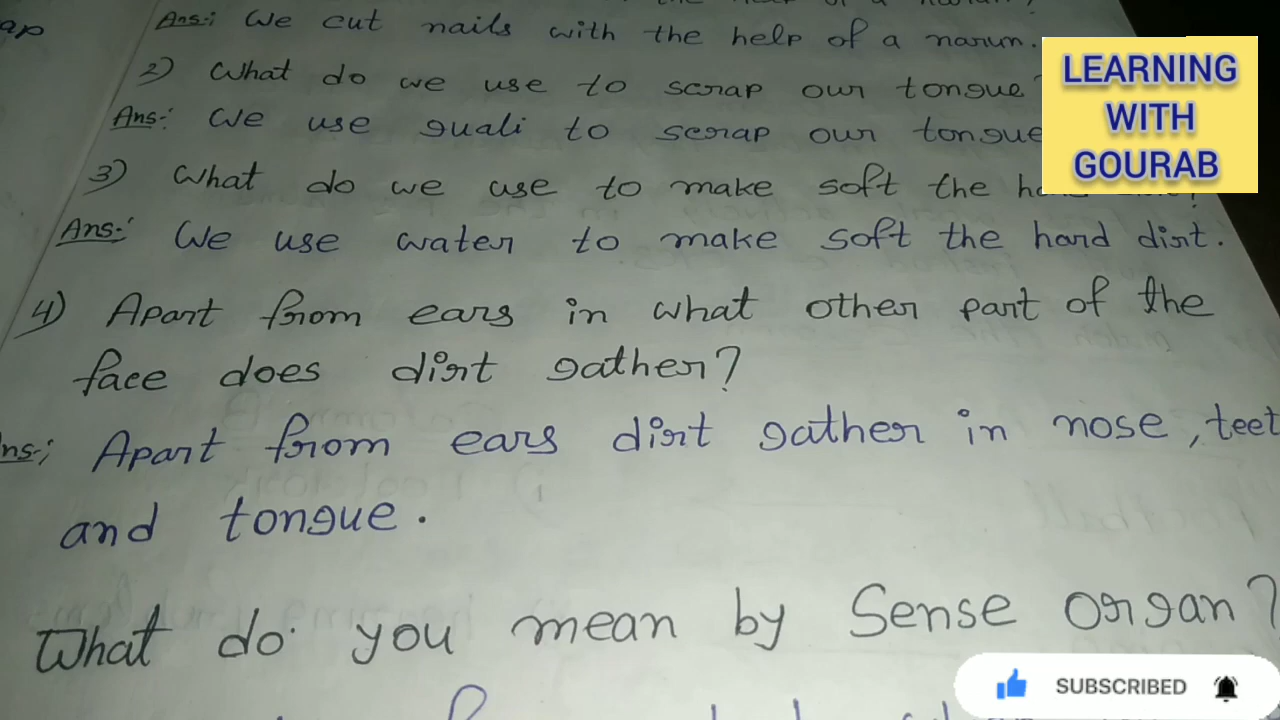 ap
Ans:; We cut nails with the help of a narun.
2) What do we use to scrap our tongue?
Ans:- We use guali to scrap our tongue
3) What do we use to make soft the
Ans:- We use water to make soft the hard dirt.
4) Apart from ears in what other part of the
face does dirt gather?
Ans:; Apart from ears dirt gather in nose, teet
and tongue.
What do you mean by Sense organ?
LEARNING
WITH
GOURAB
SUBSCRIBED